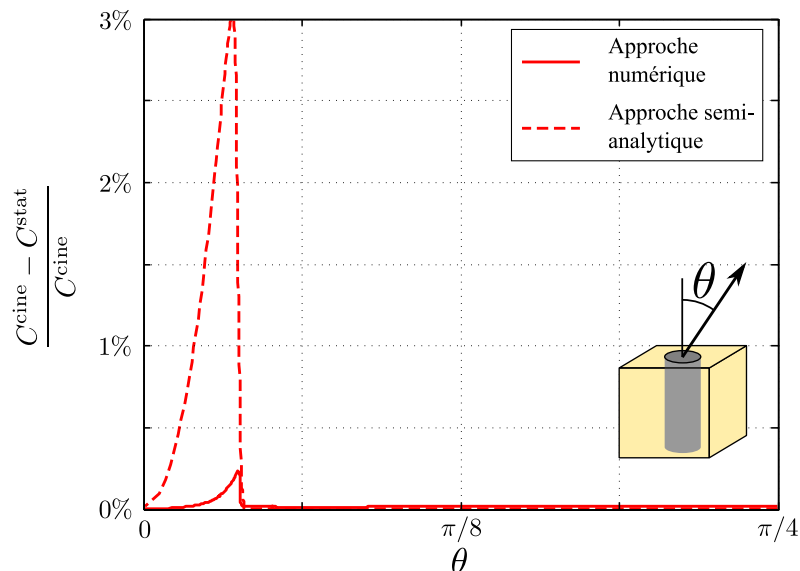 3%
2%
1%
0%
C^cine − C^stat
C^cine
Approche
numérique
Approche semi-
analytique
θ
0
π/8
π/4
θ